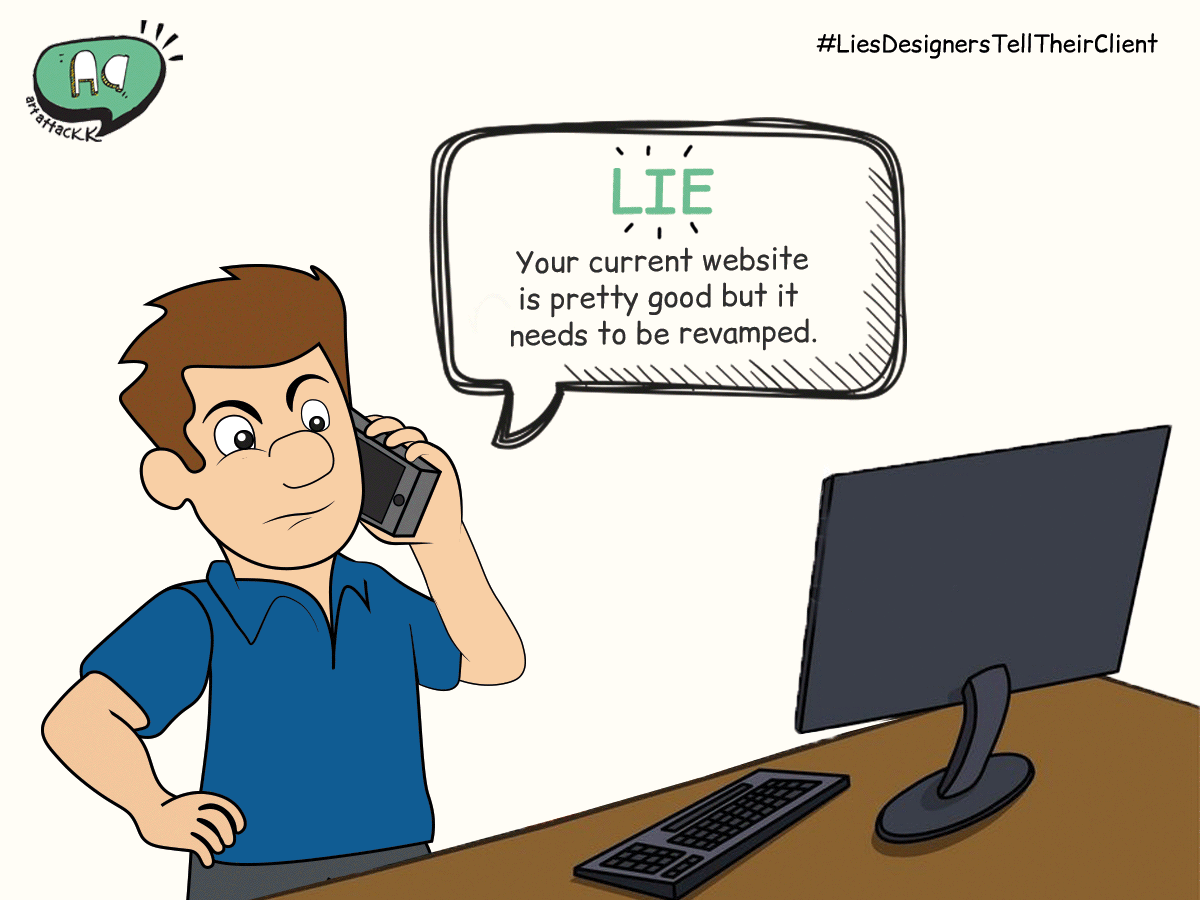 Aa
art attackk
#LiesDesignersTellTheirClient
LIE
Your current website
is pretty good but it
needs to be revamped.